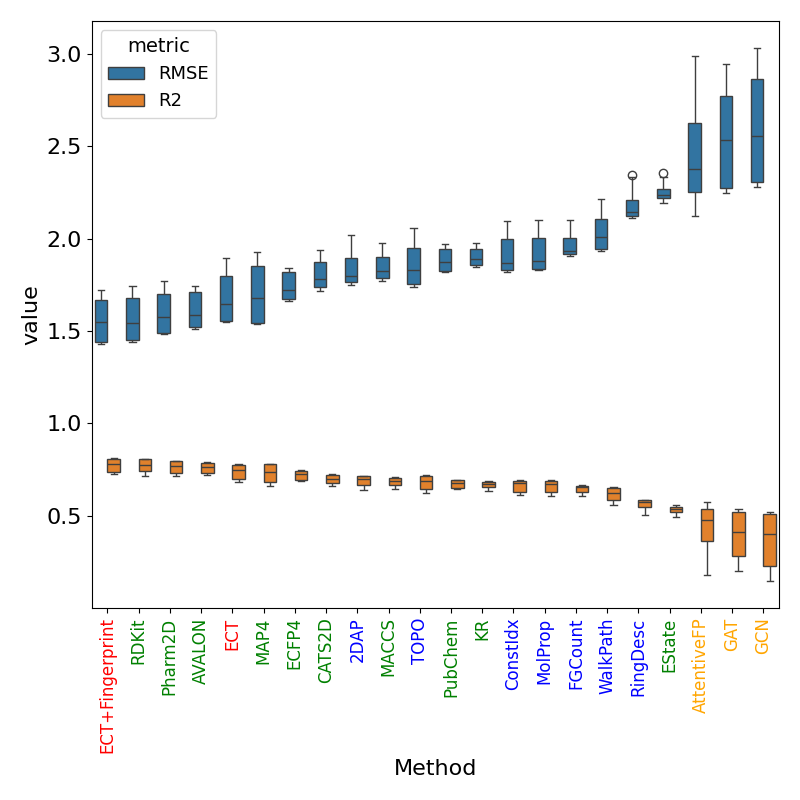 metric
RMSE
R2
3.0
2.5
2.0
1.5
1.0
0.5
value
ECT+Fingerprint
RDKit
Pharm2D
AVALON
ECT
MAP4
ECFP4
CATS2D
2DAP
MACCS
TOPO
PubChem
KR
ConstIdx
MolProp
FGCount
WalkPath
RingDesc
EState
AttentiveFP
GAT
GCN
Method